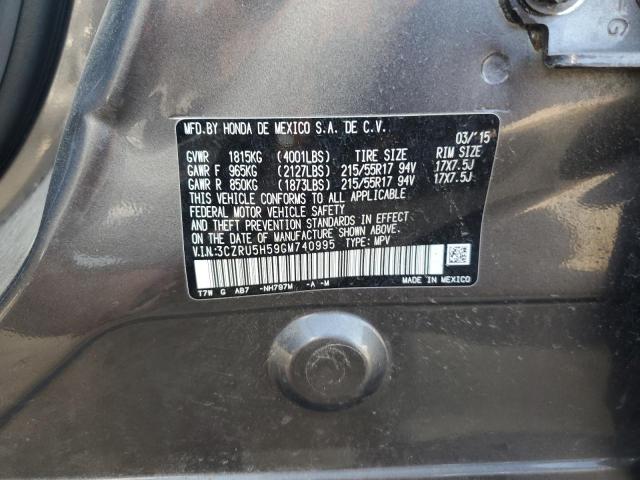 G
MFD.BY HONDA DE MEXICO S.A. DE C.V. 03/'15
GVWR 1815KG (4001LBS) TIRE SIZE RIM SIZE
GAWR F 965KG (2127LBS) 215/55R17 94V 17X7.5J
GAWR R 850KG (1873LBS) 215/55R17 94V 17X7.5J
THIS VEHICLE CONFORMS TO ALL APPLICABLE
FEDERAL MOTOR VEHICLE SAFETY
AND THEFT PREVENTION STANDARDS IN EFFECT
ON THE DATE OF MANUFACTURE SHOWN ABOVE.
V.I.N:3CZRU5H59GM740995 TYPE: MPV
T7W G AB7 -NH797M -A -M MADE IN MEXICO